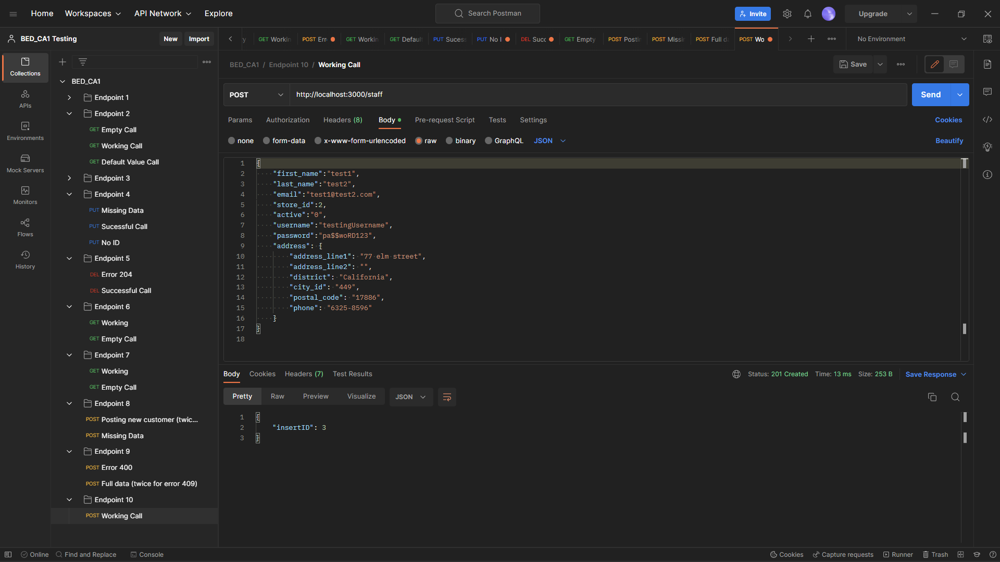 Home
Workspaces
API Network
Explore
Search Postman
Invite
Upgrade
BED_CA1 Testing
New
Import
GET Workin
POST Err
GET Workin
GET Default
PUT Sucess
PUT No I
DEL Succ
GET Empty
POST Postin
POST Missin
POST Full d
POST Wo
No Environment
Collections
APIs
Environments
Mock Servers
Monitors
Flows
History
BED_CA1
Endpoint 1
Endpoint 2
GET Empty Call
GET Working Call
GET Default Value Call
Endpoint 3
Endpoint 4
PUT Missing Data
PUT Sucessful Call
PUT No ID
Endpoint 5
DEL Error 204
DEL Successful Call
Endpoint 6
GET Working
GET Empty Call
Endpoint 7
GET Working
GET Empty Call
Endpoint 8
POST Posting new customer (twic...
POST Missing Data
Endpoint 9
POST Error 400
POST Full data (twice for error 409)
Endpoint 10
POST Working Call
BED_CA1 / Endpoint 10 / Working Call
Save
POST
http://localhost:3000/staff
Send
Params
Authorization
Headers (8)
Body
Pre-request Script
Tests
Settings
Cookies
none
form-data
x-www-form-urlencoded
raw
binary
GraphQL
JSON
Beautify
1 {
2 "first_name":"test1",
3 "last_name":"test2",
4 "email":"test1@test2.com",
5 "store_id":2,
6 "active":"0",
7 "username":"testingUsername",
8 "password":"pa$$woRD123",
9 "address": {
10 "address_line1": "77 elm street",
11 "address_line2": "",
12 "district": "California",
13 "city_id": "449",
14 "postal_code": "17886",
15 "phone": "6325-8596"
16 }
17 }
18
Body
Cookies
Headers (7)
Test Results
Status: 201 Created
Time: 13 ms
Size: 253 B
Save Response
Pretty
Raw
Preview
Visualize
JSON
1 {
2 "insertID": 3
3 }
Online
Find and Replace
Console
Cookies
Capture requests
Runner
Trash